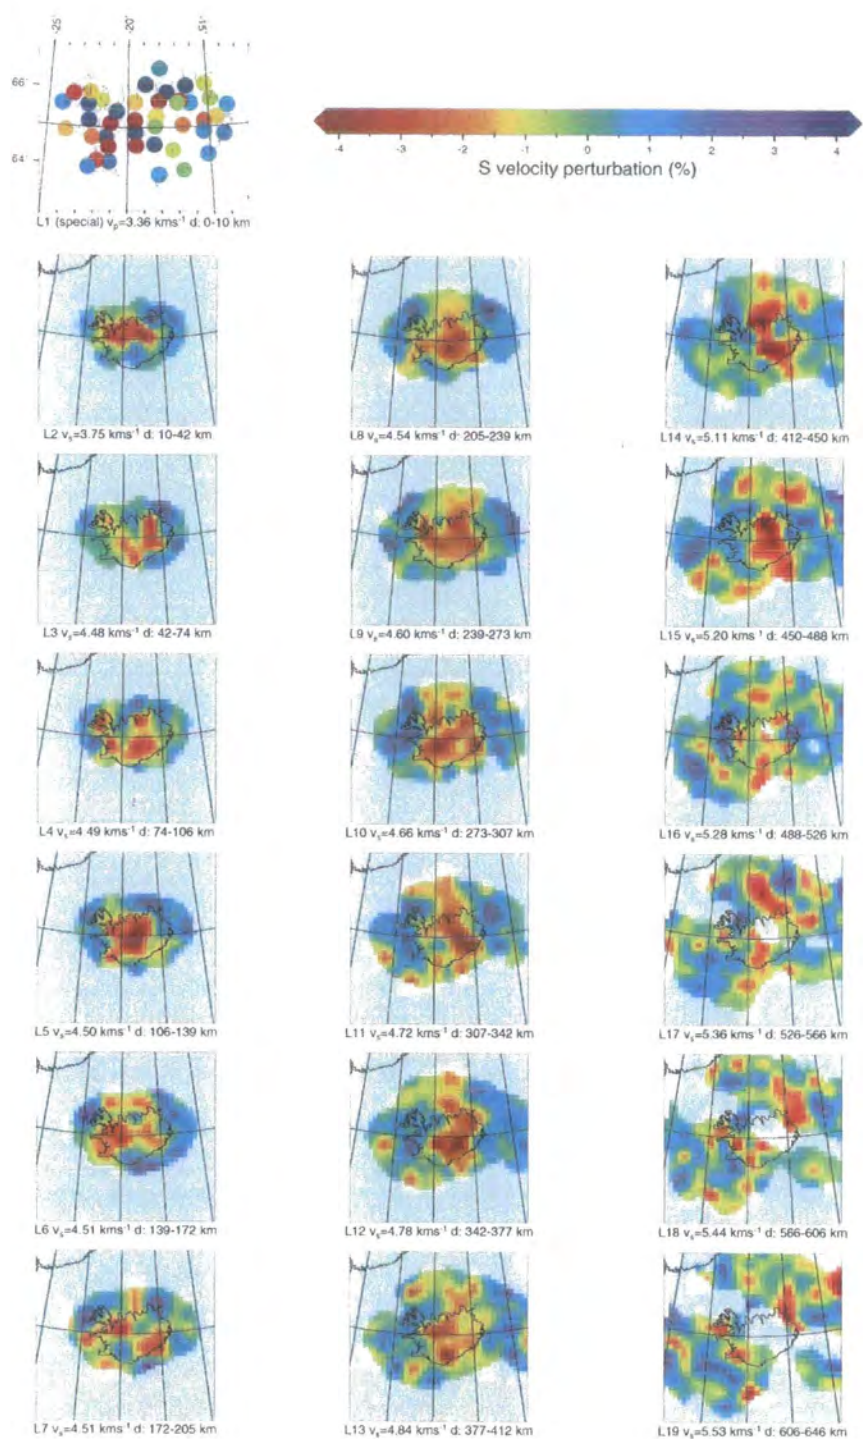 -25° -20° -15°
66°
64°
-4 -3 -2 -1 0 1 2 3 4
S velocity perturbation (%)
L1 (special) vp=3.36 kms⁻¹ d: 0-10 km
L2 vs=3.75 kms⁻¹ d: 10-42 km
L8 vs=4.54 kms⁻¹ d: 205-239 km
L14 vs=5.11 kms⁻¹ d: 412-450 km
L3 vs=4.48 kms⁻¹ d: 42-74 km
L9 vs=4.60 kms⁻¹ d: 239-273 km
L15 vs=5.20 kms⁻¹ d: 450-488 km
L4 vs=4.49 kms⁻¹ d: 74-106 km
L10 vs=4.66 kms⁻¹ d: 273-307 km
L16 vs=5.28 kms⁻¹ d: 488-526 km
L5 vs=4.50 kms⁻¹ d: 106-139 km
L11 vs=4.72 kms⁻¹ d: 307-342 km
L17 vs=5.36 kms⁻¹ d: 526-566 km
L6 vs=4.51 kms⁻¹ d: 139-172 km
L12 vs=4.78 kms⁻¹ d: 342-377 km
L18 vs=5.44 kms⁻¹ d: 566-606 km
L7 vs=4.51 kms⁻¹ d: 172-205 km
L13 vs=4.84 kms⁻¹ d: 377-412 km
L19 vs=5.53 kms⁻¹ d: 606-646 km